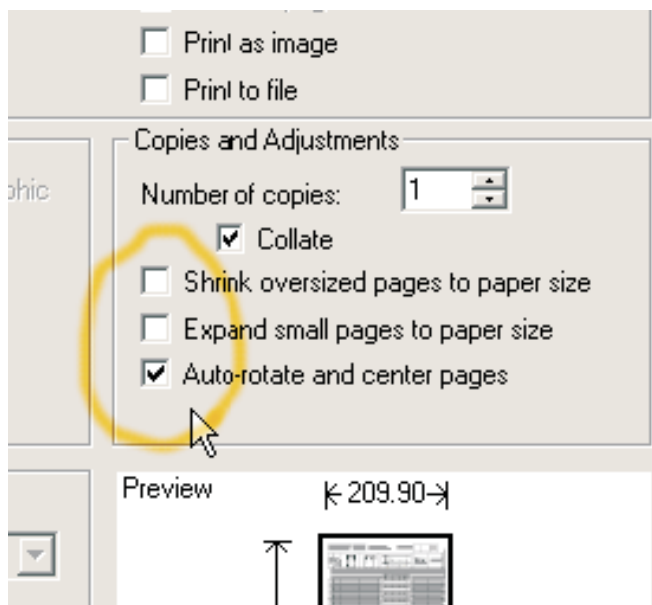 Print as image
Print to file
Copies and Adjustments
phic
Number of copies: 1
Collate
Shrink oversized pages to paper size
Expand small pages to paper size
Auto-rotate and center pages
Preview
209.90